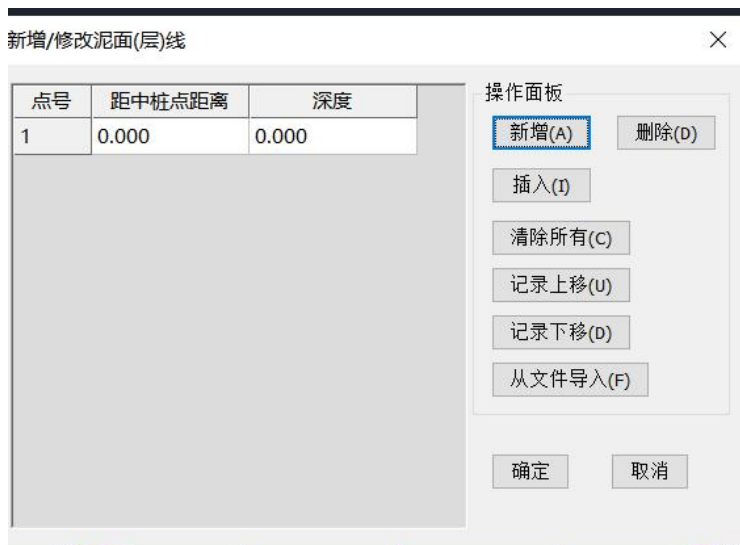 新增/修改泥面(层)线
点号 距中桩点距离 深度
1 0.000 0.000
操作面板
新增(A) 删除(D)
插入(I)
清除所有(C)
记录上移(U)
记录下移(D)
从文件导入(F)
确定 取消